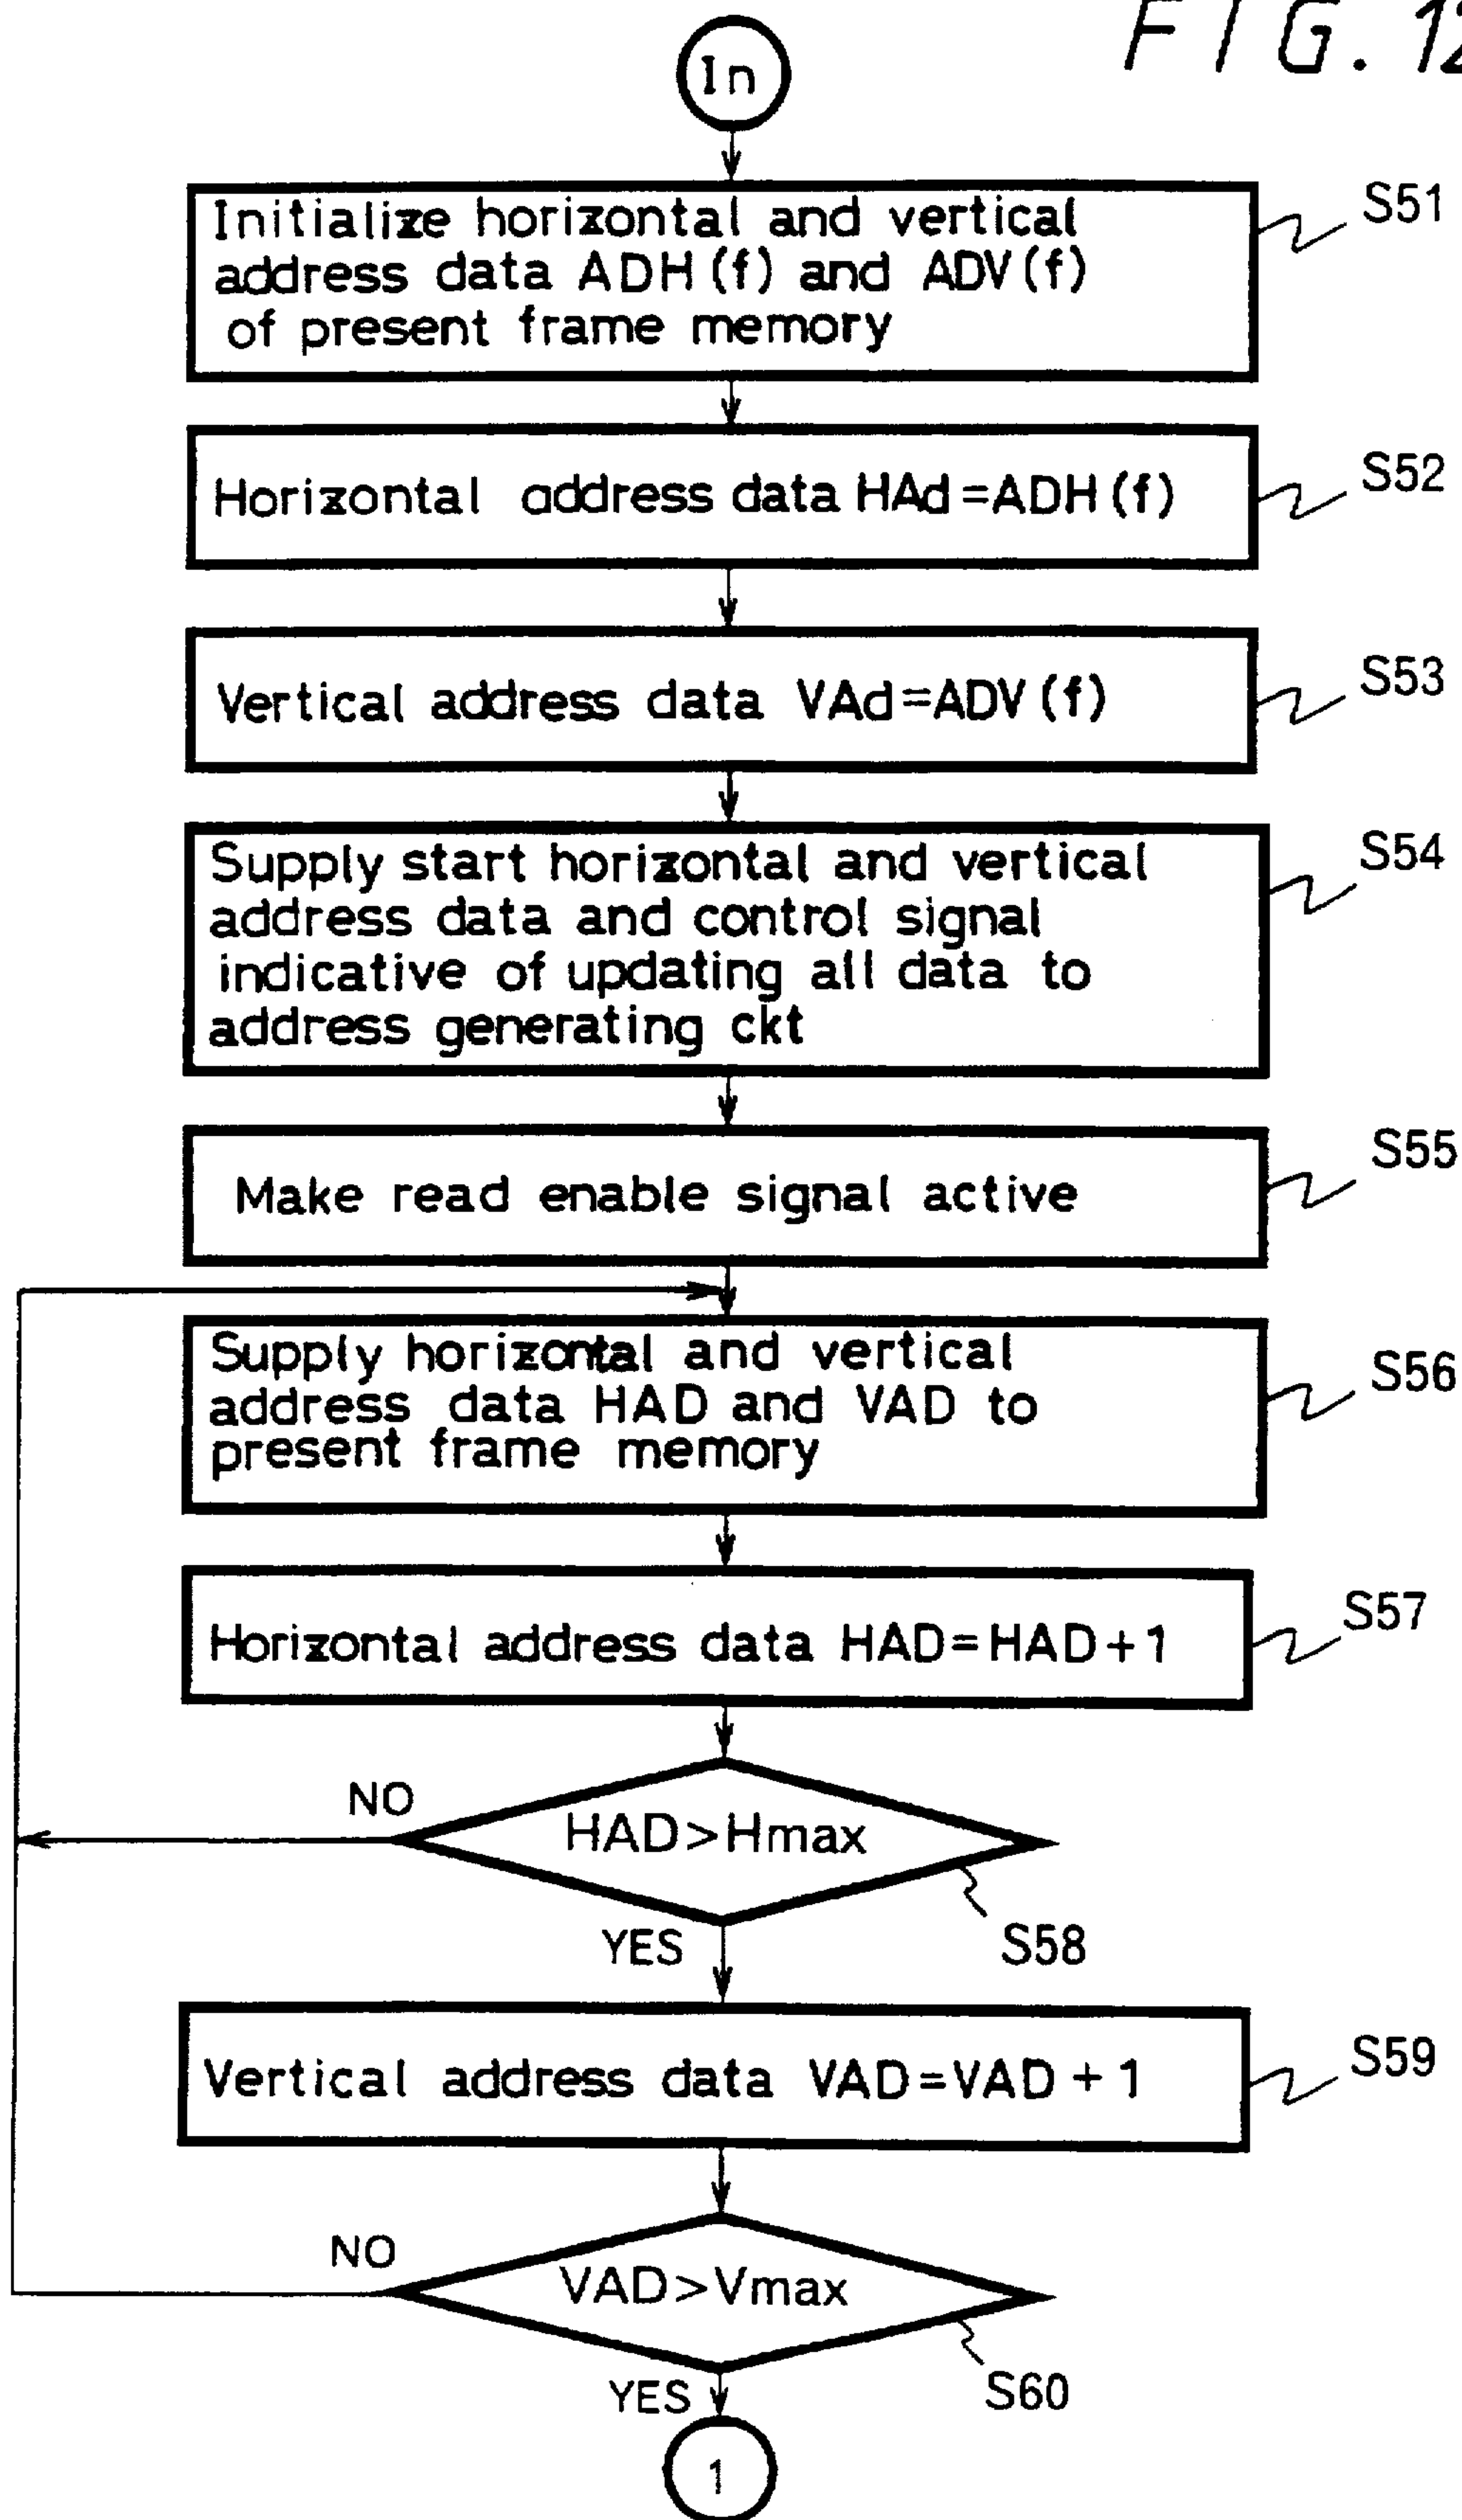 FIG. 12
In
Initialize horizontal and vertical
address data ADH(f) and ADV(f)
of present frame memory
S51
Horizontal address data HAd=ADH(f)
S52
Vertical address data VAd=ADV(f)
S53
Supply start horizontal and vertical
address data and control signal
indicative of updating all data to
address generating ckt
S54
Make read enable signal active
S55
Supply horizontal and vertical
address data HAD and VAD to
present frame memory
S56
Horizontal address data HAD=HAD+1
S57
NO
HAD>Hmax
YES
S58
Vertical address data VAD=VAD+1
S59
NO
VAD>Vmax
YES
S60
1